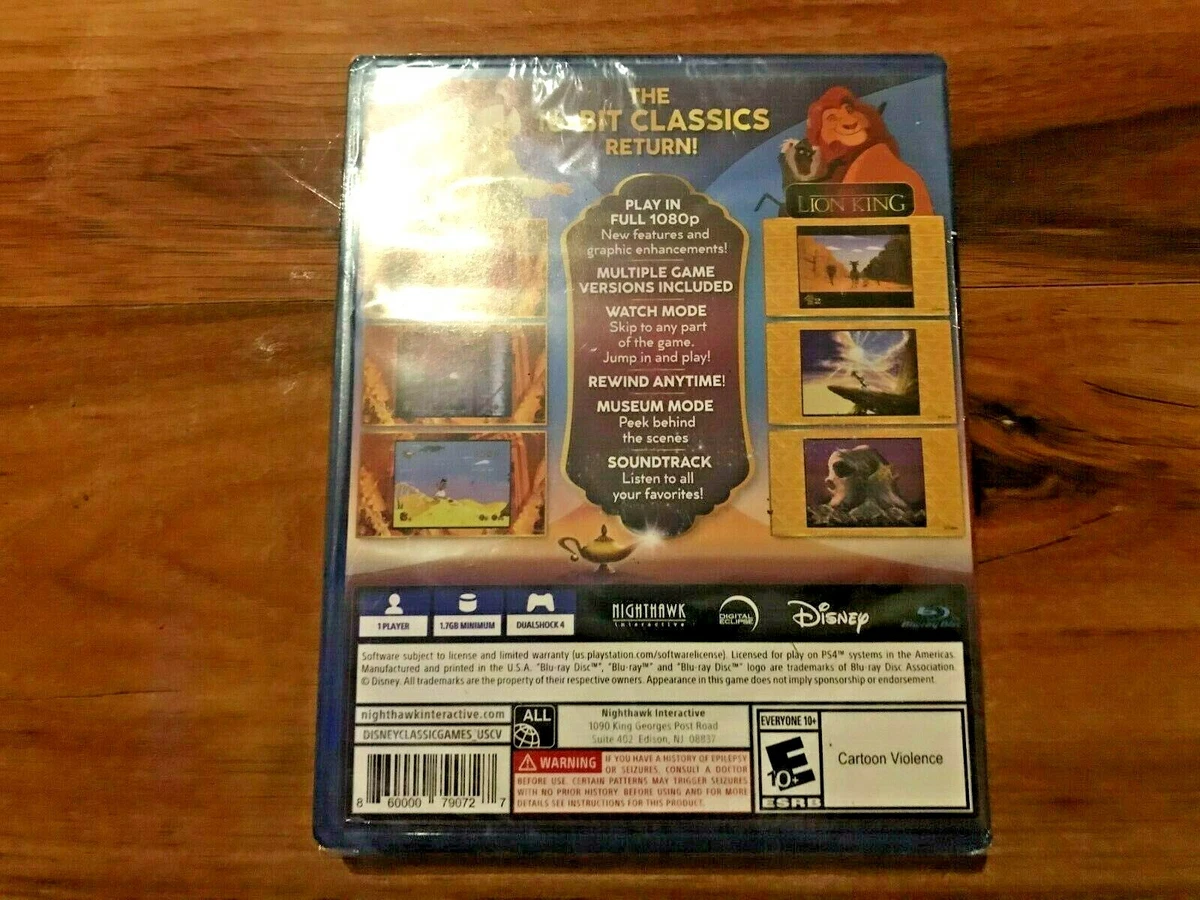 THE
BIT CLASSICS
RETURN!
LION KING
PLAY IN
FULL 1080p
New features and
graphic enhancements!
MULTIPLE GAME
VERSIONS INCLUDED
WATCH MODE
Skip to any part
of the game.
Jump in and play!
REWIND ANYTIME!
MUSEUM MODE
Peek behind
the scenes
SOUNDTRACK
Listen to all
your favorites!
1 PLAYER
1.7GB MINIMUM
DUALSHOCK 4
NIGHTHAWK
interactive
DIGITAL
ECLIPSE
Disney
Blu-ray Disc
Software subject to license and limited warranty (us.playstation.com/softwarelicense). Licensed for play on PS4™ systems in the Americas.
Manufactured and printed in the U.S.A. "Blu-ray Disc™", "Blu-ray™" and "Blu-ray Disc™" logo are trademarks of Blu-ray Disc Association.
© Disney. All trademarks are the property of their respective owners. Appearance in this game does not imply sponsorship or endorsement.
nighthawkinteractive.com
DISNEYCLASSICGAMES_USCV
ALL
Nighthawk Interactive
1090 King Georges Post Road
Suite 402 Edison, NJ 08837
WARNING IF YOU HAVE A HISTORY OF EPILEPSY
OR SEIZURES, CONSULT A DOCTOR
BEFORE USE. CERTAIN PATTERNS MAY TRIGGER SEIZURES
WITH NO PRIOR HISTORY. BEFORE USING AND FOR MORE
DETAILS SEE INSTRUCTIONS FOR THIS PRODUCT.
8 60000 79072 7
EVERYONE 10+
E
10+
ESRB
Cartoon Violence